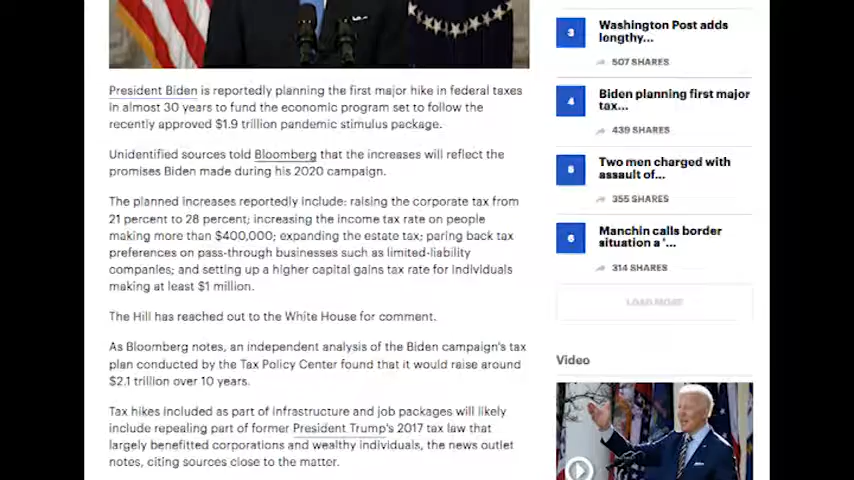 President Biden is reportedly planning the first major hike in federal taxes
in almost 30 years to fund the economic program set to follow the
recently approved $1.9 trillion pandemic stimulus package.
Unidentified sources told Bloomberg that the increases will reflect the
promises Biden made during his 2020 campaign.
The planned increases reportedly include: raising the corporate tax from
21 percent to 28 percent; increasing the income tax rate on people
making more than $400,000; expanding the estate tax; paring back tax
preferences on pass-through businesses such as limited-liability
companies; and setting up a higher capital gains tax rate for individuals
making at least $1 million.
The Hill has reached out to the White House for comment.
As Bloomberg notes, an independent analysis of the Biden campaign's tax
plan conducted by the Tax Policy Center found that it would raise around
$2.1 trillion over 10 years.
Tax hikes included as part of infrastructure and job packages will likely
include repealing part of former President Trump's 2017 tax law that
largely benefitted corporations and wealthy individuals, the news outlet
notes, citing sources close to the matter.
3
Washington Post adds
lengthy...
507 SHARES
4
Biden planning first major
tax...
439 SHARES
5
Two men charged with
assault of...
355 SHARES
6
Manchin calls border
situation a '...
314 SHARES
LOAD MORE
Video